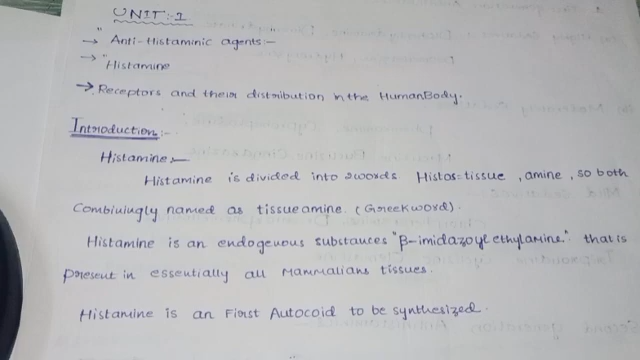 UNIT:-1
→ "Anti-Histaminic agents:-
→ "Histamine
→ Receptors and their distribution in the HumanBody.
Introduction:-
Histamine:-
Histamine is divided into 2words. Histos=tissue, amine, so both
Combiuingly named as tissueamine. (Greekword).
Histamine is an endogenous substances "β-imidazoyl ethylamine." that is
present in essentially all Mammalians tissues.
Histamine is an First Autocoid to be synthesized.